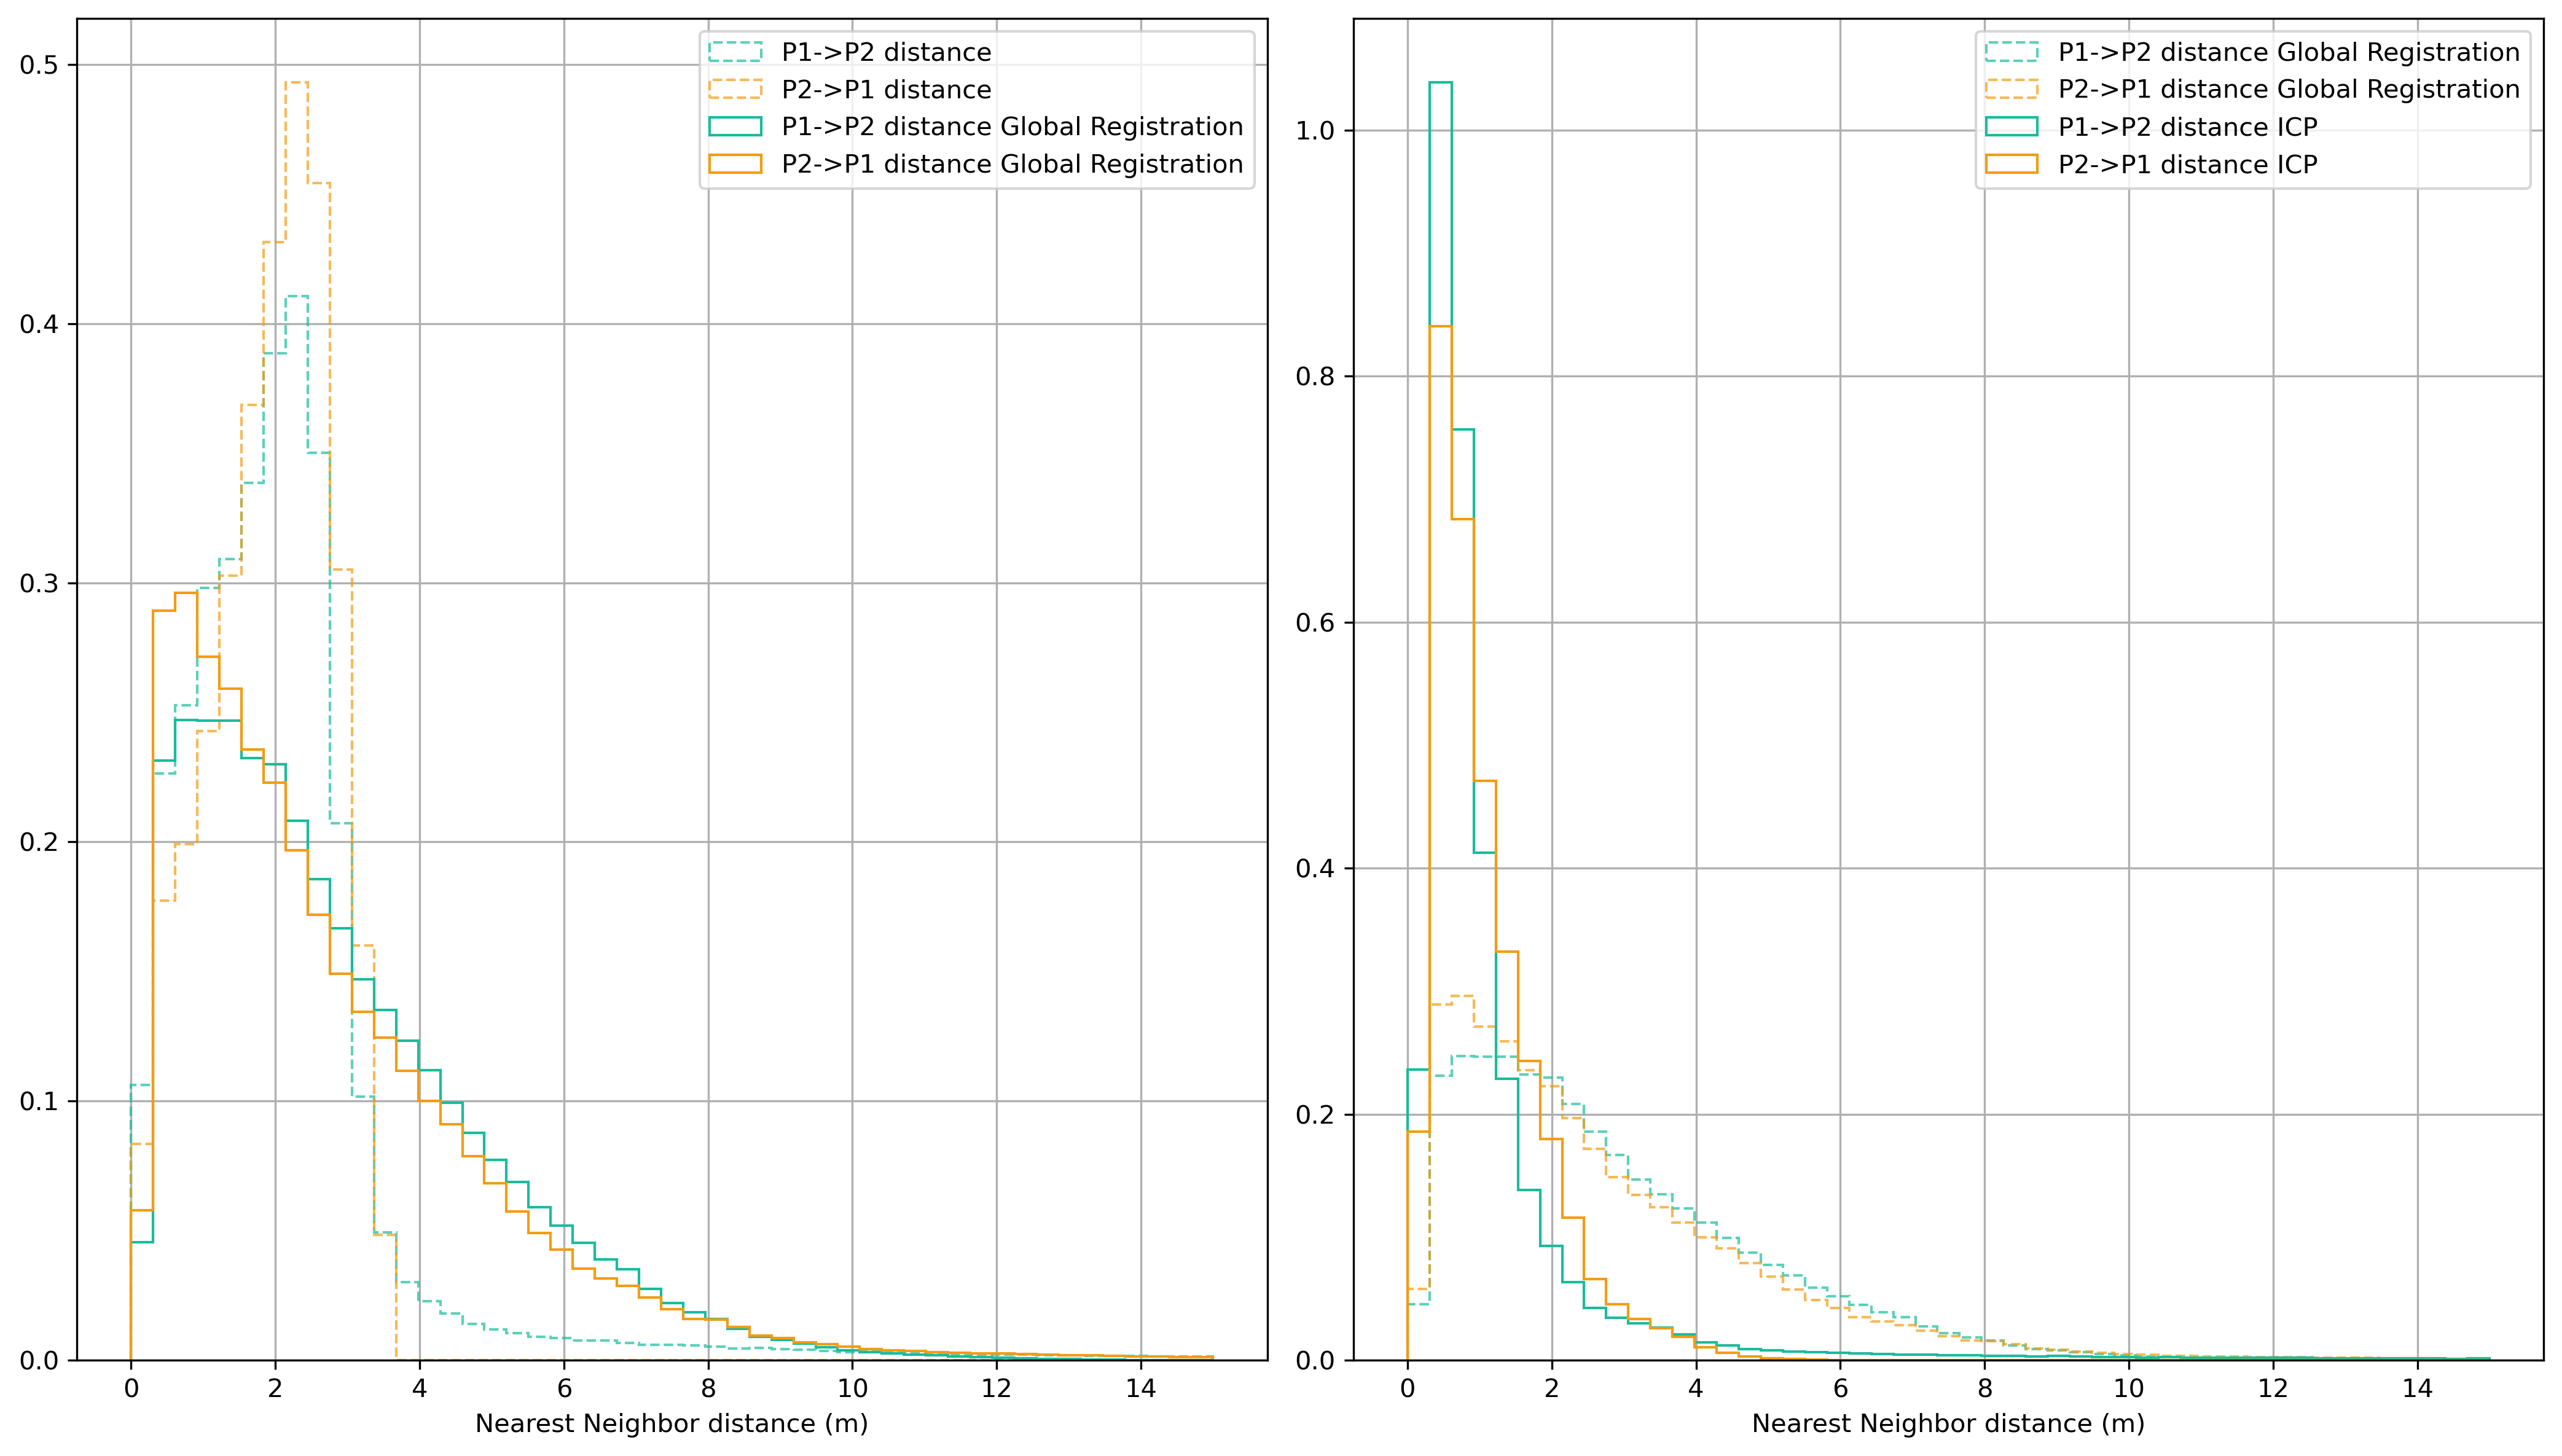 P1->P2 distance
P2->P1 distance
P1->P2 distance Global Registration
P2->P1 distance Global Registration
0.5
0.4
0.3
0.2
0.1
0.0
0 2 4 6 8 10 12 14
Nearest Neighbor distance (m)
P1->P2 distance Global Registration
P2->P1 distance Global Registration
P1->P2 distance ICP
P2->P1 distance ICP
1.0
0.8
0.6
0.4
0.2
0.0
0 2 4 6 8 10 12 14
Nearest Neighbor distance (m)